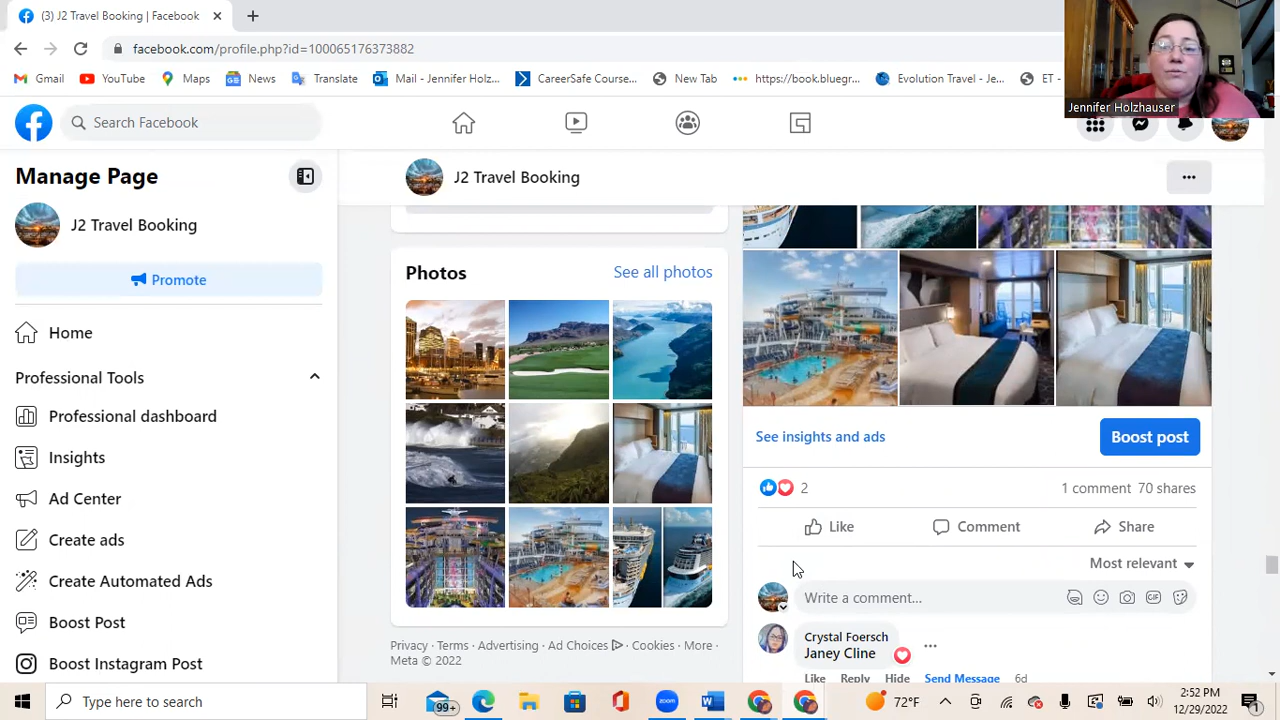 (3) J2 Travel Booking | Facebook
facebook.com/profile.php?id=100065176373882
Gmail YouTube Maps News Translate Mail - Jennifer Holz... CareerSafe Course... New Tab https://book.bluegr... Evolution Travel - Je... ET -
Jennifer Holzhauser
Search Facebook
Manage Page
J2 Travel Booking
J2 Travel Booking
Promote
Home
Professional Tools
Professional dashboard
Insights
Ad Center
Create ads
Create Automated Ads
Boost Post
Boost Instagram Post
Photos See all photos
Privacy · Terms · Advertising · Ad Choices · Cookies · More ·
Meta © 2022
See insights and ads Boost post
2 1 comment 70 shares
Like Comment Share
Most relevant
Write a comment...
GIF
Crystal Foersch
Janey Cline
Like Reply Hide Send Message 6d
Type here to search
99+
zoom
72°F
2:52 PM
12/29/2022
1